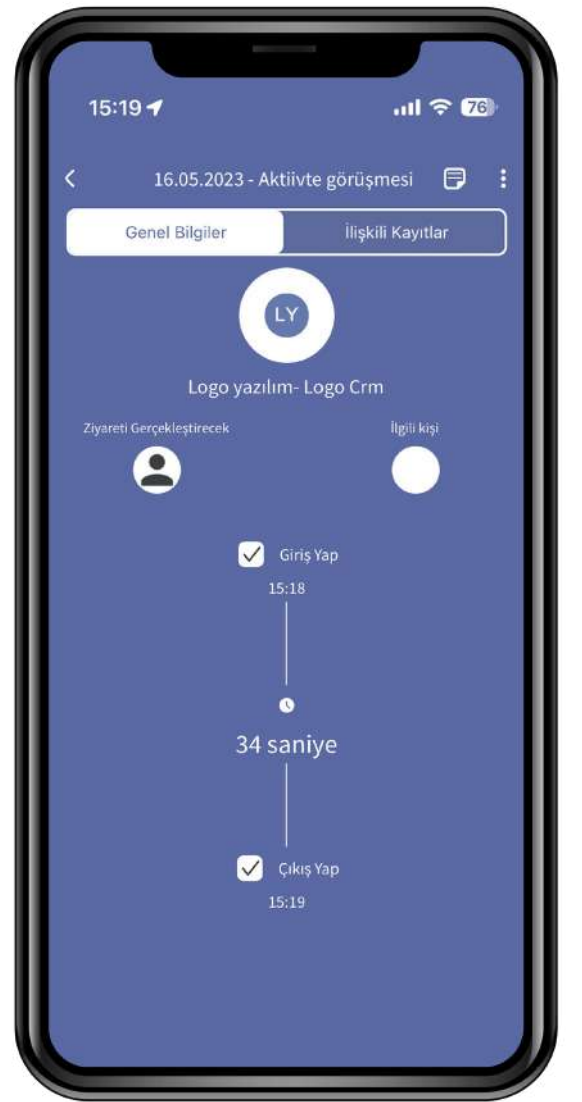 15:19
76
16.05.2023 - Aktiivte görüşmesi
Genel Bilgiler
İlişkili Kayıtlar
LY
Logo yazılım- Logo Crm
Ziyareti Gerçekleştirecek
İlgili kişi
Giriş Yap
15:18
34 saniye
Çıkış Yap
15:19